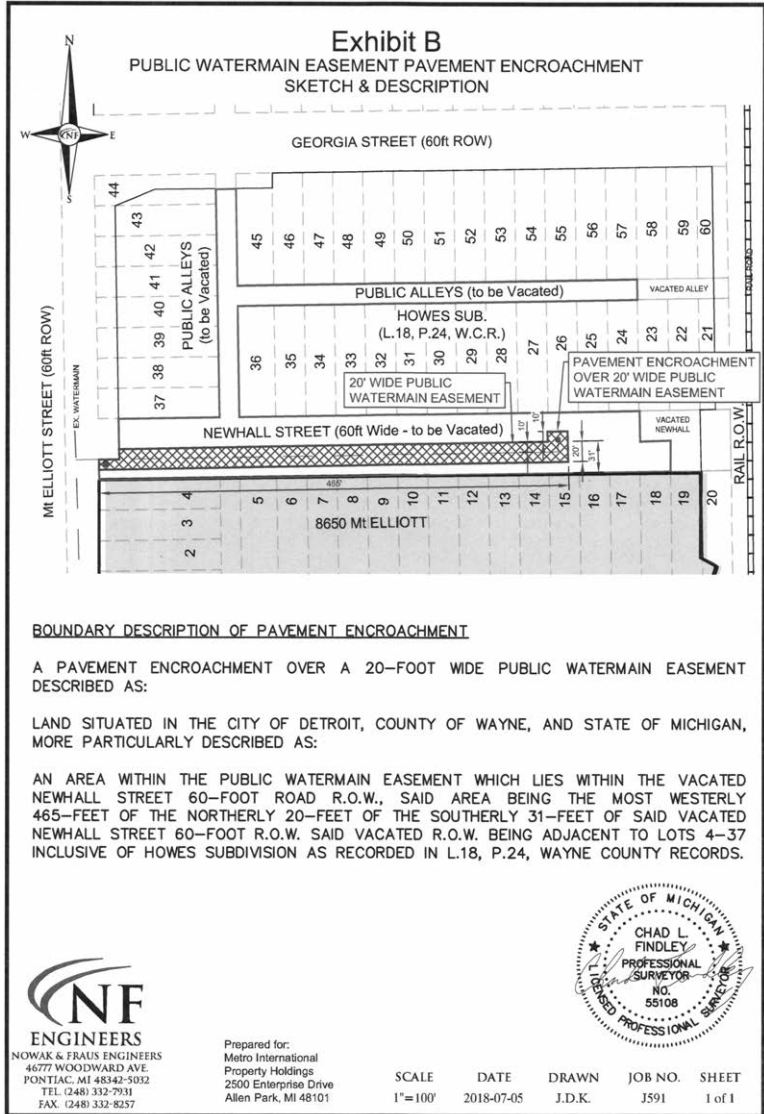 Exhibit B
PUBLIC WATERMAIN EASEMENT PAVEMENT ENCROACHMENT
SKETCH & DESCRIPTION
N
W
NF
E
S
GEORGIA STREET (60ft ROW)
44
43
42
41
40
39
38
37
PUBLIC ALLEYS
(to be Vacated)
45
46
47
48
49
50
51
52
53
54
55
56
57
58
59
60
PUBLIC ALLEYS (to be Vacated)
VACATED ALLEY
HOWES SUB.
(L.18, P.24, W.C.R.)
36
35
34
33
32
31
30
29
28
27
26
25
24
23
22
21
20' WIDE PUBLIC
WATERMAIN EASEMENT
PAVEMENT ENCROACHMENT
OVER 20' WIDE PUBLIC
WATERMAIN EASEMENT
NEWHALL STREET (60ft Wide - to be Vacated)
VACATED
NEWHALL
10'
10'
20'
31'
465'
Mt ELLIOTT STREET (60ft ROW)
EX. WATERMAIN
RAIL ROAD
RAIL R.O.W.
4
3
2
5
6
7
8
9
10
11
12
13
14
15
16
17
18
19
20
8650 Mt ELLIOTT
BOUNDARY DESCRIPTION OF PAVEMENT ENCROACHMENT
A PAVEMENT ENCROACHMENT OVER A 20-FOOT WIDE PUBLIC WATERMAIN EASEMENT
DESCRIBED AS:
LAND SITUATED IN THE CITY OF DETROIT, COUNTY OF WAYNE, AND STATE OF MICHIGAN,
MORE PARTICULARLY DESCRIBED AS:
AN AREA WITHIN THE PUBLIC WATERMAIN EASEMENT WHICH LIES WITHIN THE VACATED
NEWHALL STREET 60-FOOT ROAD R.O.W., SAID AREA BEING THE MOST WESTERLY
465-FEET OF THE NORTHERLY 20-FEET OF THE SOUTHERLY 31-FEET OF SAID VACATED
NEWHALL STREET 60-FOOT R.O.W. SAID VACATED R.O.W. BEING ADJACENT TO LOTS 4-37
INCLUSIVE OF HOWES SUBDIVISION AS RECORDED IN L.18, P.24, WAYNE COUNTY RECORDS.
STATE OF MICHIGAN
CHAD L.
FINDLEY
PROFESSIONAL
SURVEYOR
NO.
55108
LICENSED PROFESSIONAL SURVEYOR
NF
ENGINEERS
NOWAK & FRAUS ENGINEERS
46777 WOODWARD AVE.
PONTIAC, MI 48342-5032
TEL. (248) 332-7931
FAX. (248) 332-8257
Prepared for:
Metro International
Property Holdings
2500 Enterprise Drive
Allen Park, MI 48101
SCALE DATE DRAWN JOB NO. SHEET
1"=100' 2018-07-05 J.D.K. J591 1 of 1